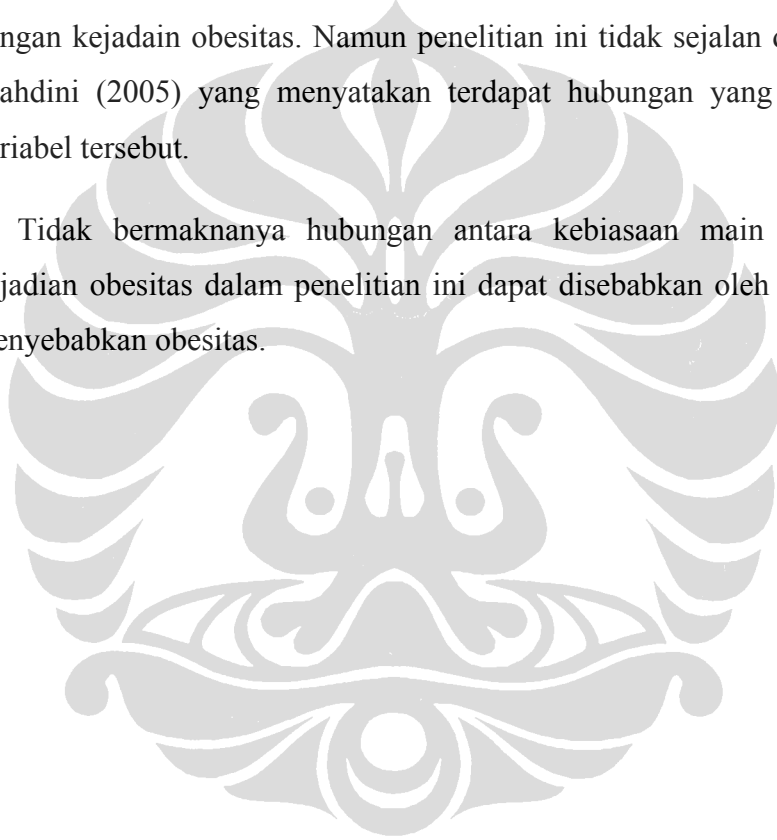 ngan kejadain obesitas. Namun penelitian ini tidak sejalan
ahdini (2005) yang menyatakan terdapat hubungan yang
riabel tersebut.
Tidak bermaknanya hubungan antara kebiasaan main
jadian obesitas dalam penelitian ini dapat disebabkan oleh
enyebabkan obesitas.